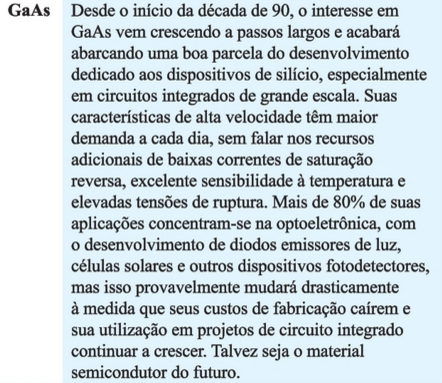 GaAs Desde o início da década de 90, o interesse em
GaAs vem crescendo a passos largos e acabará
abarcando uma boa parcela do desenvolvimento
dedicado aos dispositivos de silício, especialmente
em circuitos integrados de grande escala. Suas
características de alta velocidade têm maior
demanda a cada dia, sem falar nos recursos
adicionais de baixas correntes de saturação
reversa, excelente sensibilidade à temperatura e
elevadas tensões de ruptura. Mais de 80% de suas
aplicações concentram-se na optoeletrônica, com
o desenvolvimento de diodos emissores de luz,
células solares e outros dispositivos fotodetectores,
mas isso provavelmente mudará drasticamente
à medida que seus custos de fabricação caírem e
sua utilização em projetos de circuito integrado
continuar a crescer. Talvez seja o material
semicondutor do futuro.